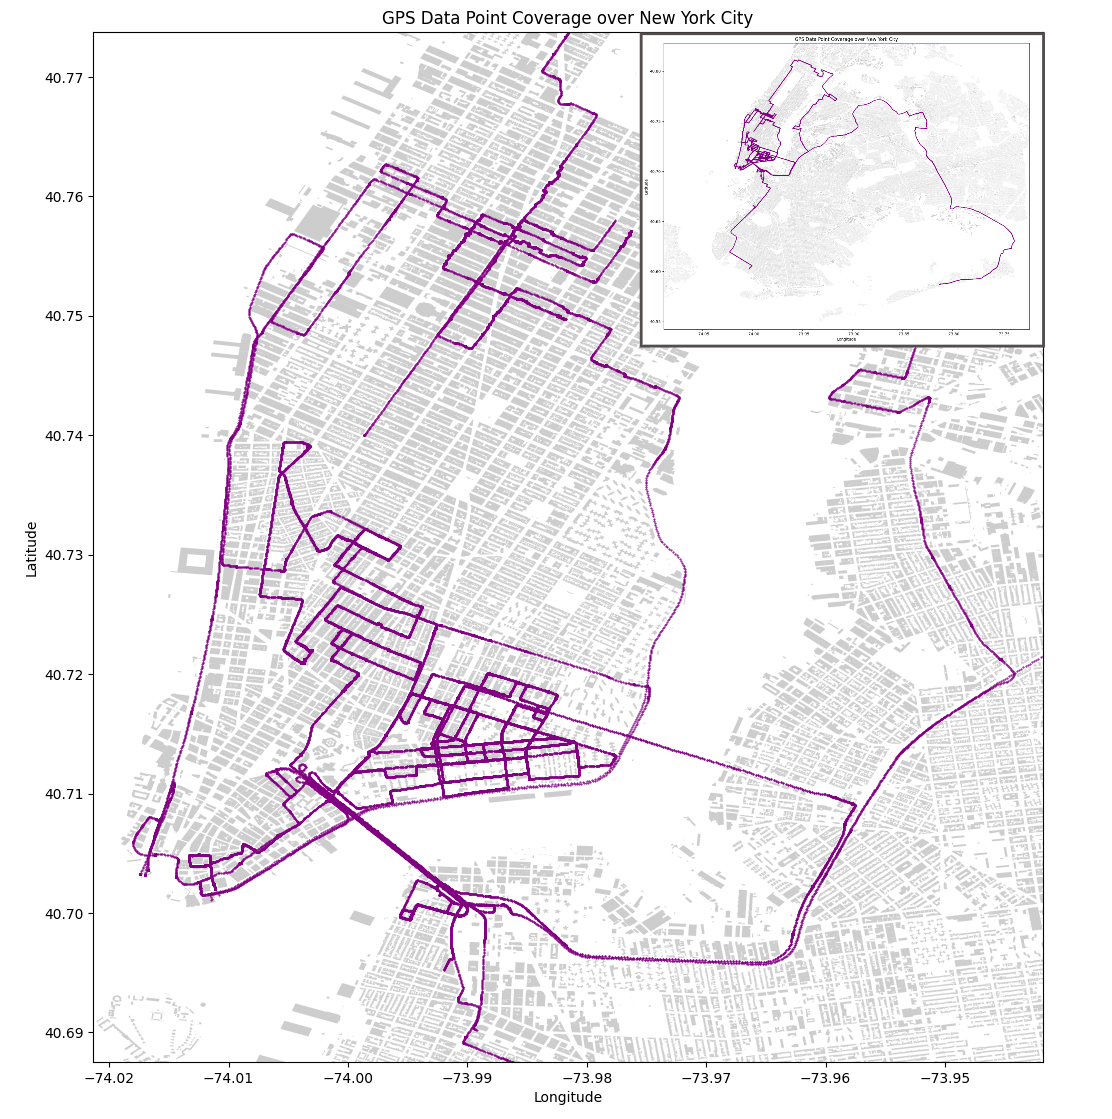 GPS Data Point Coverage over New York City
GPS Data Point Coverage over New York City
40.77
40.76
40.75
40.74
40.73
40.72
40.71
40.70
40.69
Latitude
Latitude
Longitude
−74.02
−74.01
−74.00
−73.99
−73.98
−73.97
−73.96
−73.95
Longitude